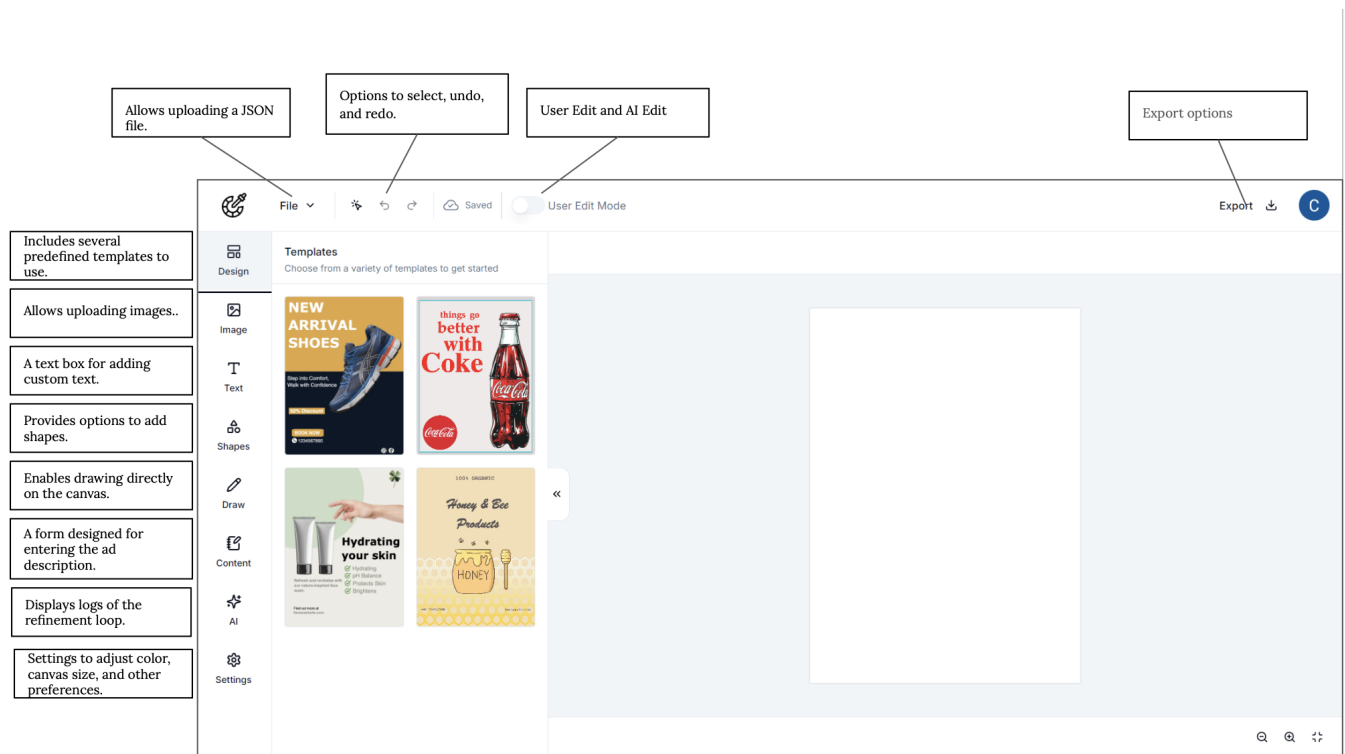 Allows uploading a JSON
file.
Options to select, undo,
and redo.
User Edit and AI Edit
Export options
File
Saved
User Edit Mode
Export
C
Includes several
predefined templates to
use.
Allows uploading images..
A text box for adding
custom text.
Provides options to add
shapes.
Enables drawing directly
on the canvas.
A form designed for
entering the ad
description.
Displays logs of the
refinement loop.
Settings to adjust color,
canvas size, and other
preferences.
Design
Image
Text
Shapes
Draw
Content
AI
Settings
Templates
Choose from a variety of templates to get started
NEW
ARRIVAL
SHOES
Step into Comfort,
Walk with Confidence
BOOK NOW
1234567890
things go
better
with
Coke
Coca-Cola
Coca-Cola
Hydrating
your skin
Hydrating
pH Balance
Protects Skin
Brightens
100% ORGANIC
Honey & Bee
Products
HONEY